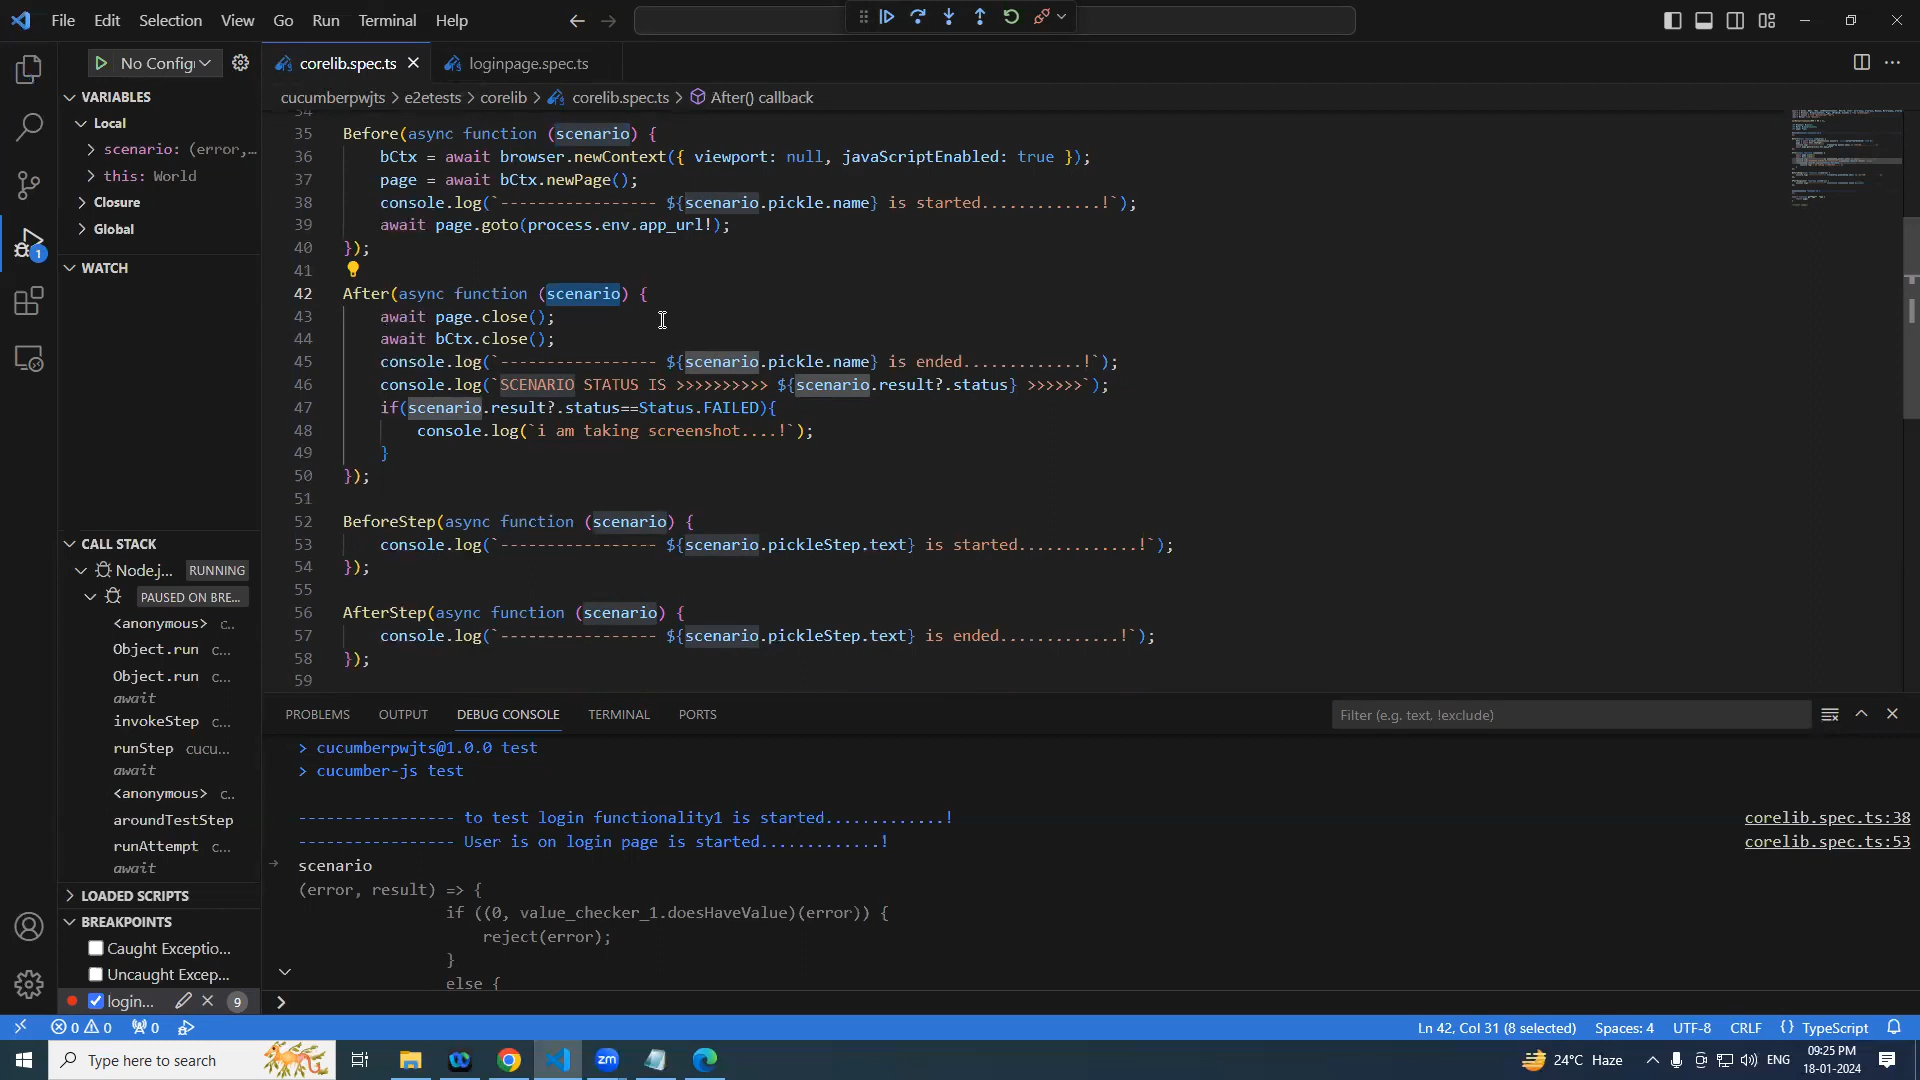 File Edit Selection View Go Run Terminal Help
No Config
corelib.spec.ts
loginpage.spec.ts
cucumberpwjts > e2etests > corelib > corelib.spec.ts > After() callback
VARIABLES
Local
scenario: (error,...
this: World
Closure
Global
WATCH
CALL STACK
Node.j... RUNNING
PAUSED ON BRE...
<anonymous> c...
Object.run c...
Object.run c...
await
invokeStep c...
runStep cucu...
await
<anonymous> c..
aroundTestStep
runAttempt c...
await
LOADED SCRIPTS
BREAKPOINTS
Caught Exceptio...
Uncaught Excep...
login... 9
34
35 Before(async function (scenario) {
36 bCtx = await browser.newContext({ viewport: null, javaScriptEnabled: true });
37 page = await bCtx.newPage();
38 console.log(`----------------- ${scenario.pickle.name} is started.............!`);
39 await page.goto(process.env.app_url!);
40 });
41
42 After(async function (scenario) {
43 await page.close();
44 await bCtx.close();
45 console.log(`----------------- ${scenario.pickle.name} is ended.............!`);
46 console.log(`SCENARIO STATUS IS >>>>>>>>>> ${scenario.result?.status} >>>>>>`);
47 if(scenario.result?.status==Status.FAILED){
48 console.log(`i am taking screenshot....!`);
49 }
50 });
51
52 BeforeStep(async function (scenario) {
53 console.log(`----------------- ${scenario.pickleStep.text} is started.............!`);
54 });
55
56 AfterStep(async function (scenario) {
57 console.log(`----------------- ${scenario.pickleStep.text} is ended.............!`);
58 });
59
PROBLEMS OUTPUT DEBUG CONSOLE TERMINAL PORTS
Filter (e.g. text, !exclude)
> cucumberpwjts@1.0.0 test
> cucumber-js test
----------------- to test login functionality1 is started.............! corelib.spec.ts:38
----------------- User is on login page is started.............! corelib.spec.ts:53
scenario
(error, result) => {
if ((0, value_checker_1.doesHaveValue)(error)) {
reject(error);
}
else {
0 0 0 Ln 42, Col 31 (8 selected) Spaces: 4 UTF-8 CRLF {} TypeScript
Type here to search
24°C Haze
ENG
09:25 PM
18-01-2024